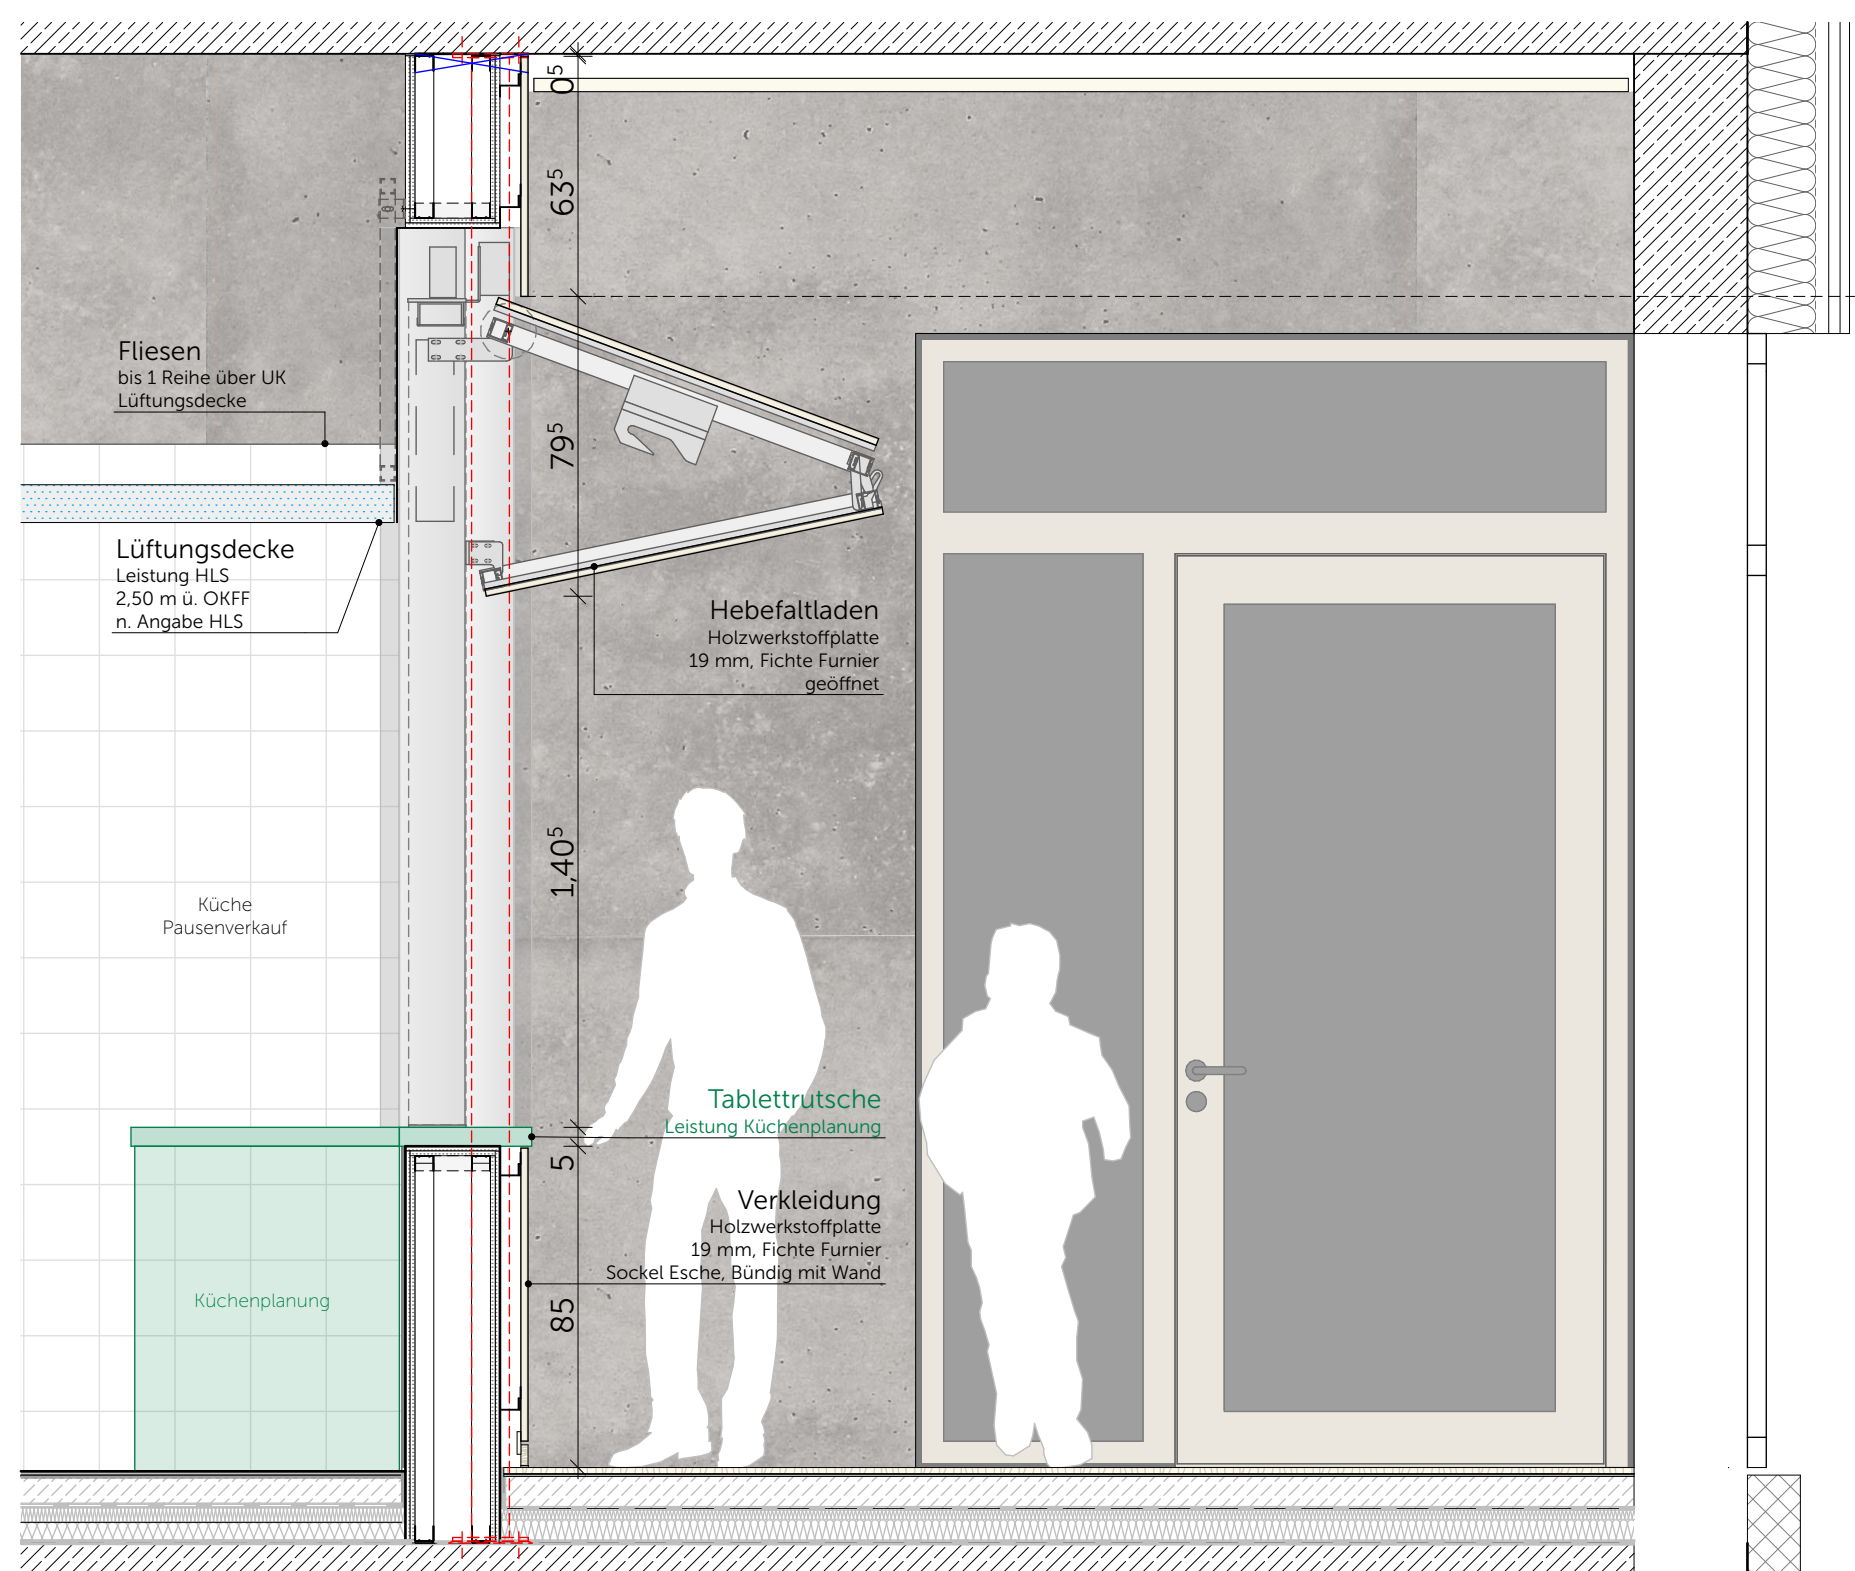 0⁵
63⁵
Fliesen
bis 1 Reihe über UK
Lüftungsdecke
79⁵
Lüftungsdecke
Leistung HLS
2,50 m ü. OKFF
n. Angabe HLS
Hebefaltladen
Holzwerkstoffplatte
19 mm, Fichte Furnier
geöffnet
1,40⁵
Küche
Pausenverkauf
Tablettrutsche
Leistung Küchenplanung
5
Verkleidung
Holzwerkstoffplatte
19 mm, Fichte Furnier
Sockel Esche, Bündig mit Wand
85
Küchenplanung